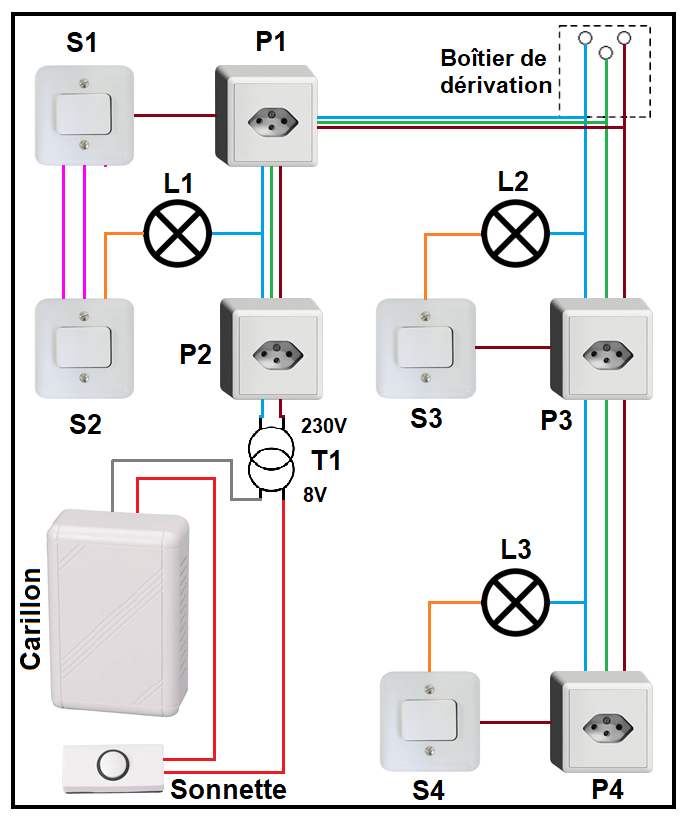 S1
P1
Boîtier de
dérivation
L1
L2
P2
S2
S3
P3
230V
T1
8V
L3
Carillon
Sonnette
S4
P4